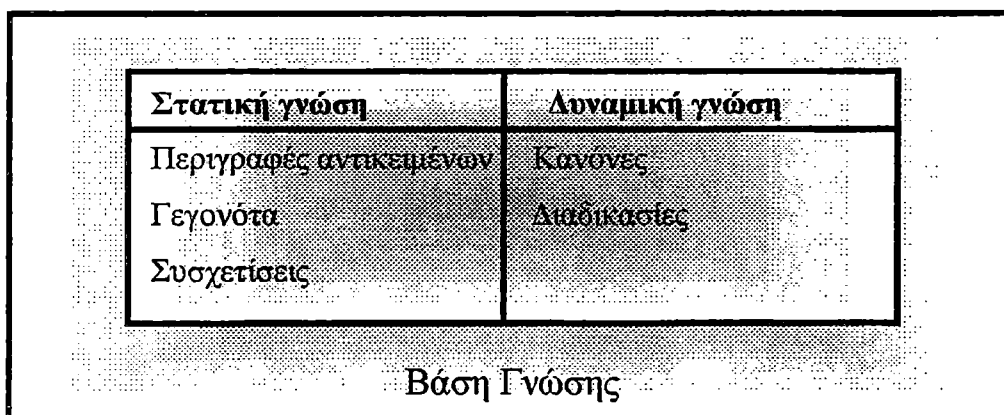 Στατική γνώση Δυναμική γνώση
Περιγραφές αντικειμένων Κανόνες
Γεγονότα Διαδικασίες
Συσχετίσεις
Βάση Γνώσης